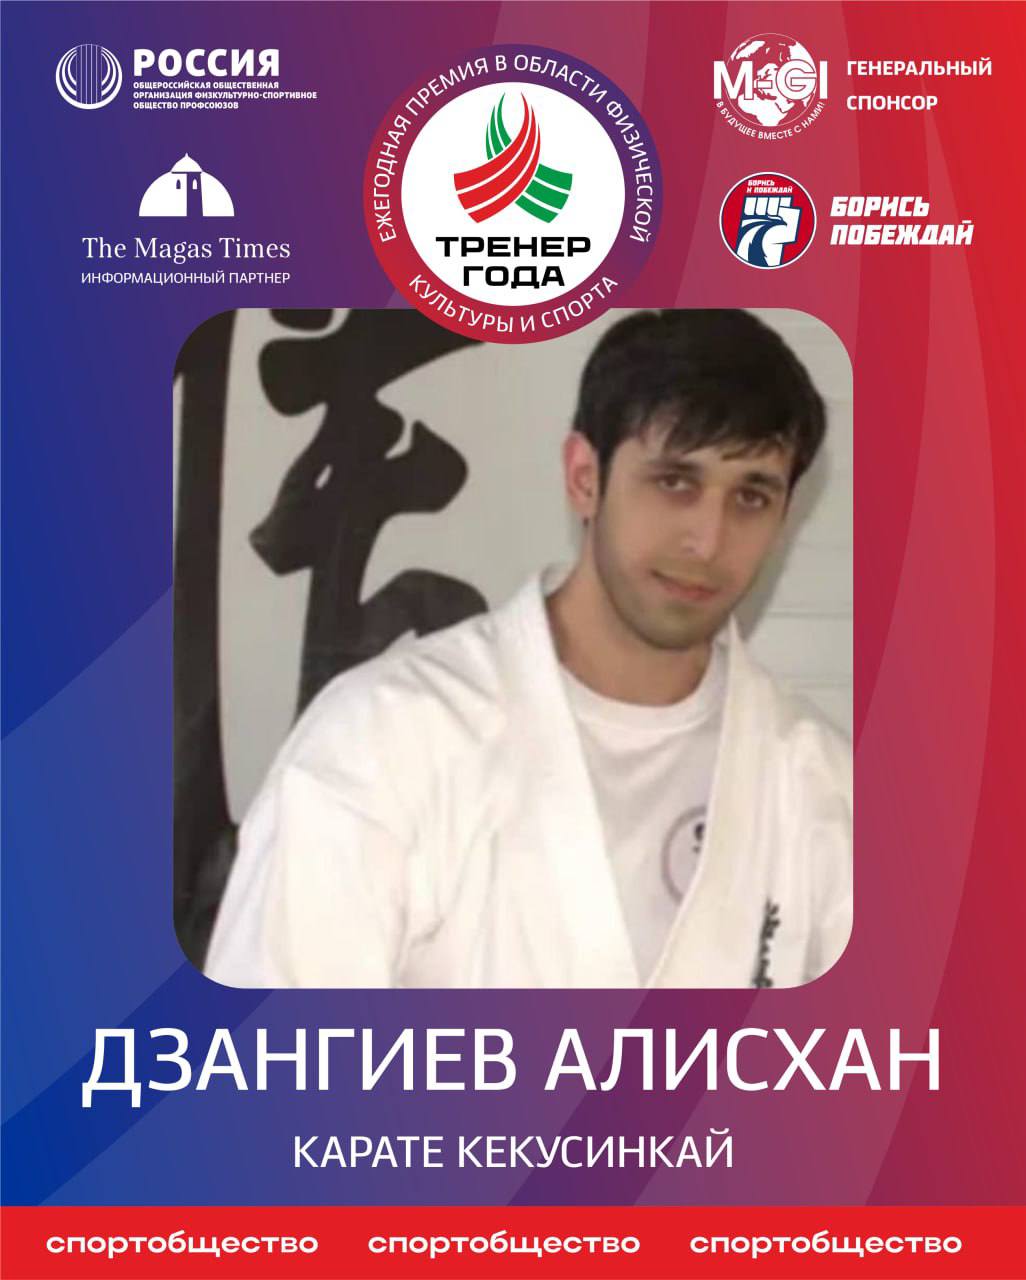 РОССИЯ
ОБЩЕРОССИЙСКАЯ ОБЩЕСТВЕННАЯ
ОРГАНИЗАЦИЯ ФИЗКУЛЬТУРНО-СПОРТИВНОЕ
ОБЩЕСТВО ПРОФСОЮЗОВ
The Magas Times
ИНФОРМАЦИОННЫЙ ПАРТНЕР
ЕЖЕГОДНАЯ ПРЕМИЯ В ОБЛАСТИ ФИЗИЧЕСКОЙ
КУЛЬТУРЫ И СПОРТА
ТРЕНЕР
ГОДА
M-GI
В БУДУЩЕЕ ВМЕСТЕ С НАМИ!
ГЕНЕРАЛЬНЫЙ
СПОНСОР
БОРИСЬ
И ПОБЕЖДАЙ
БОРИСЬ
ПОБЕЖДАЙ
ДЗАНГИЕВ АЛИСХАН
КАРАТЕ КЕКУСИНКАЙ
спортобщество спортобщество спортобщество